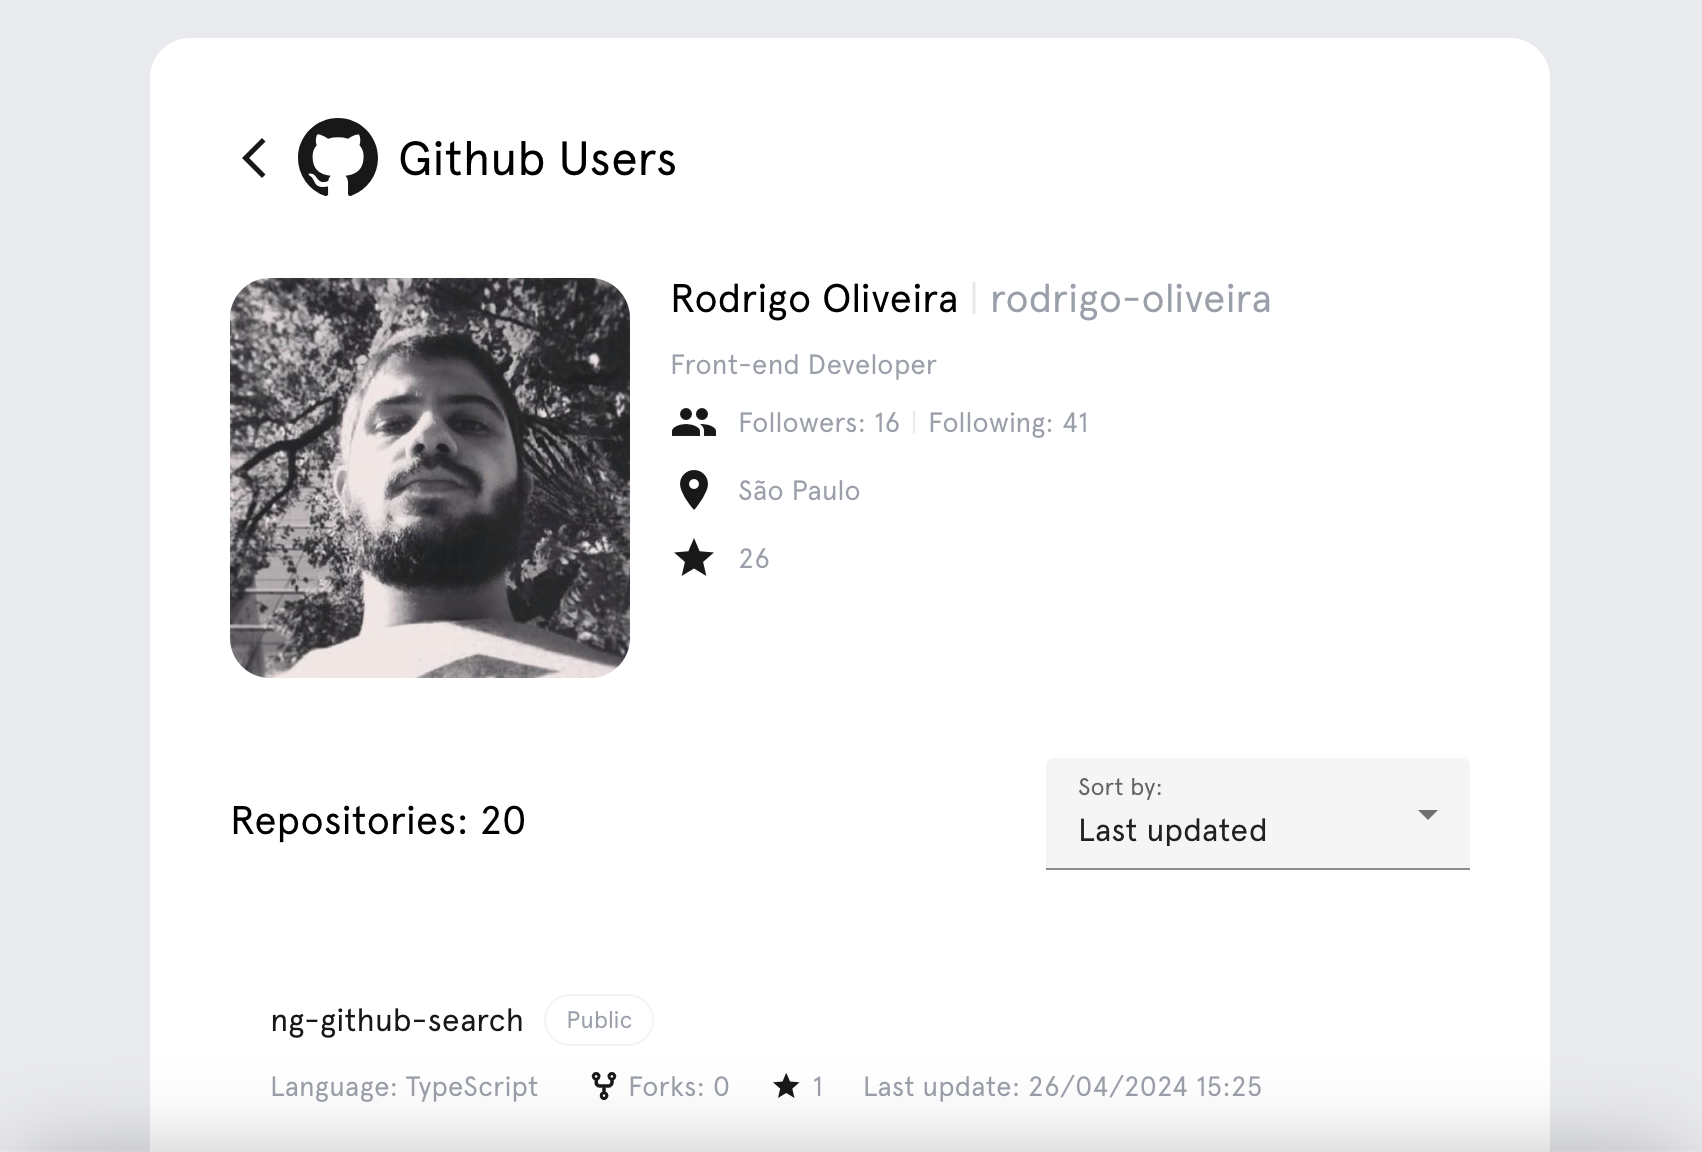 Github Users
Rodrigo Oliveira | rodrigo-oliveira
Front-end Developer
Followers: 16 | Following: 41
São Paulo
26
Repositories: 20
Sort by:
Last updated
ng-github-search Public
Language: TypeScript Forks: 0 1 Last update: 26/04/2024 15:25